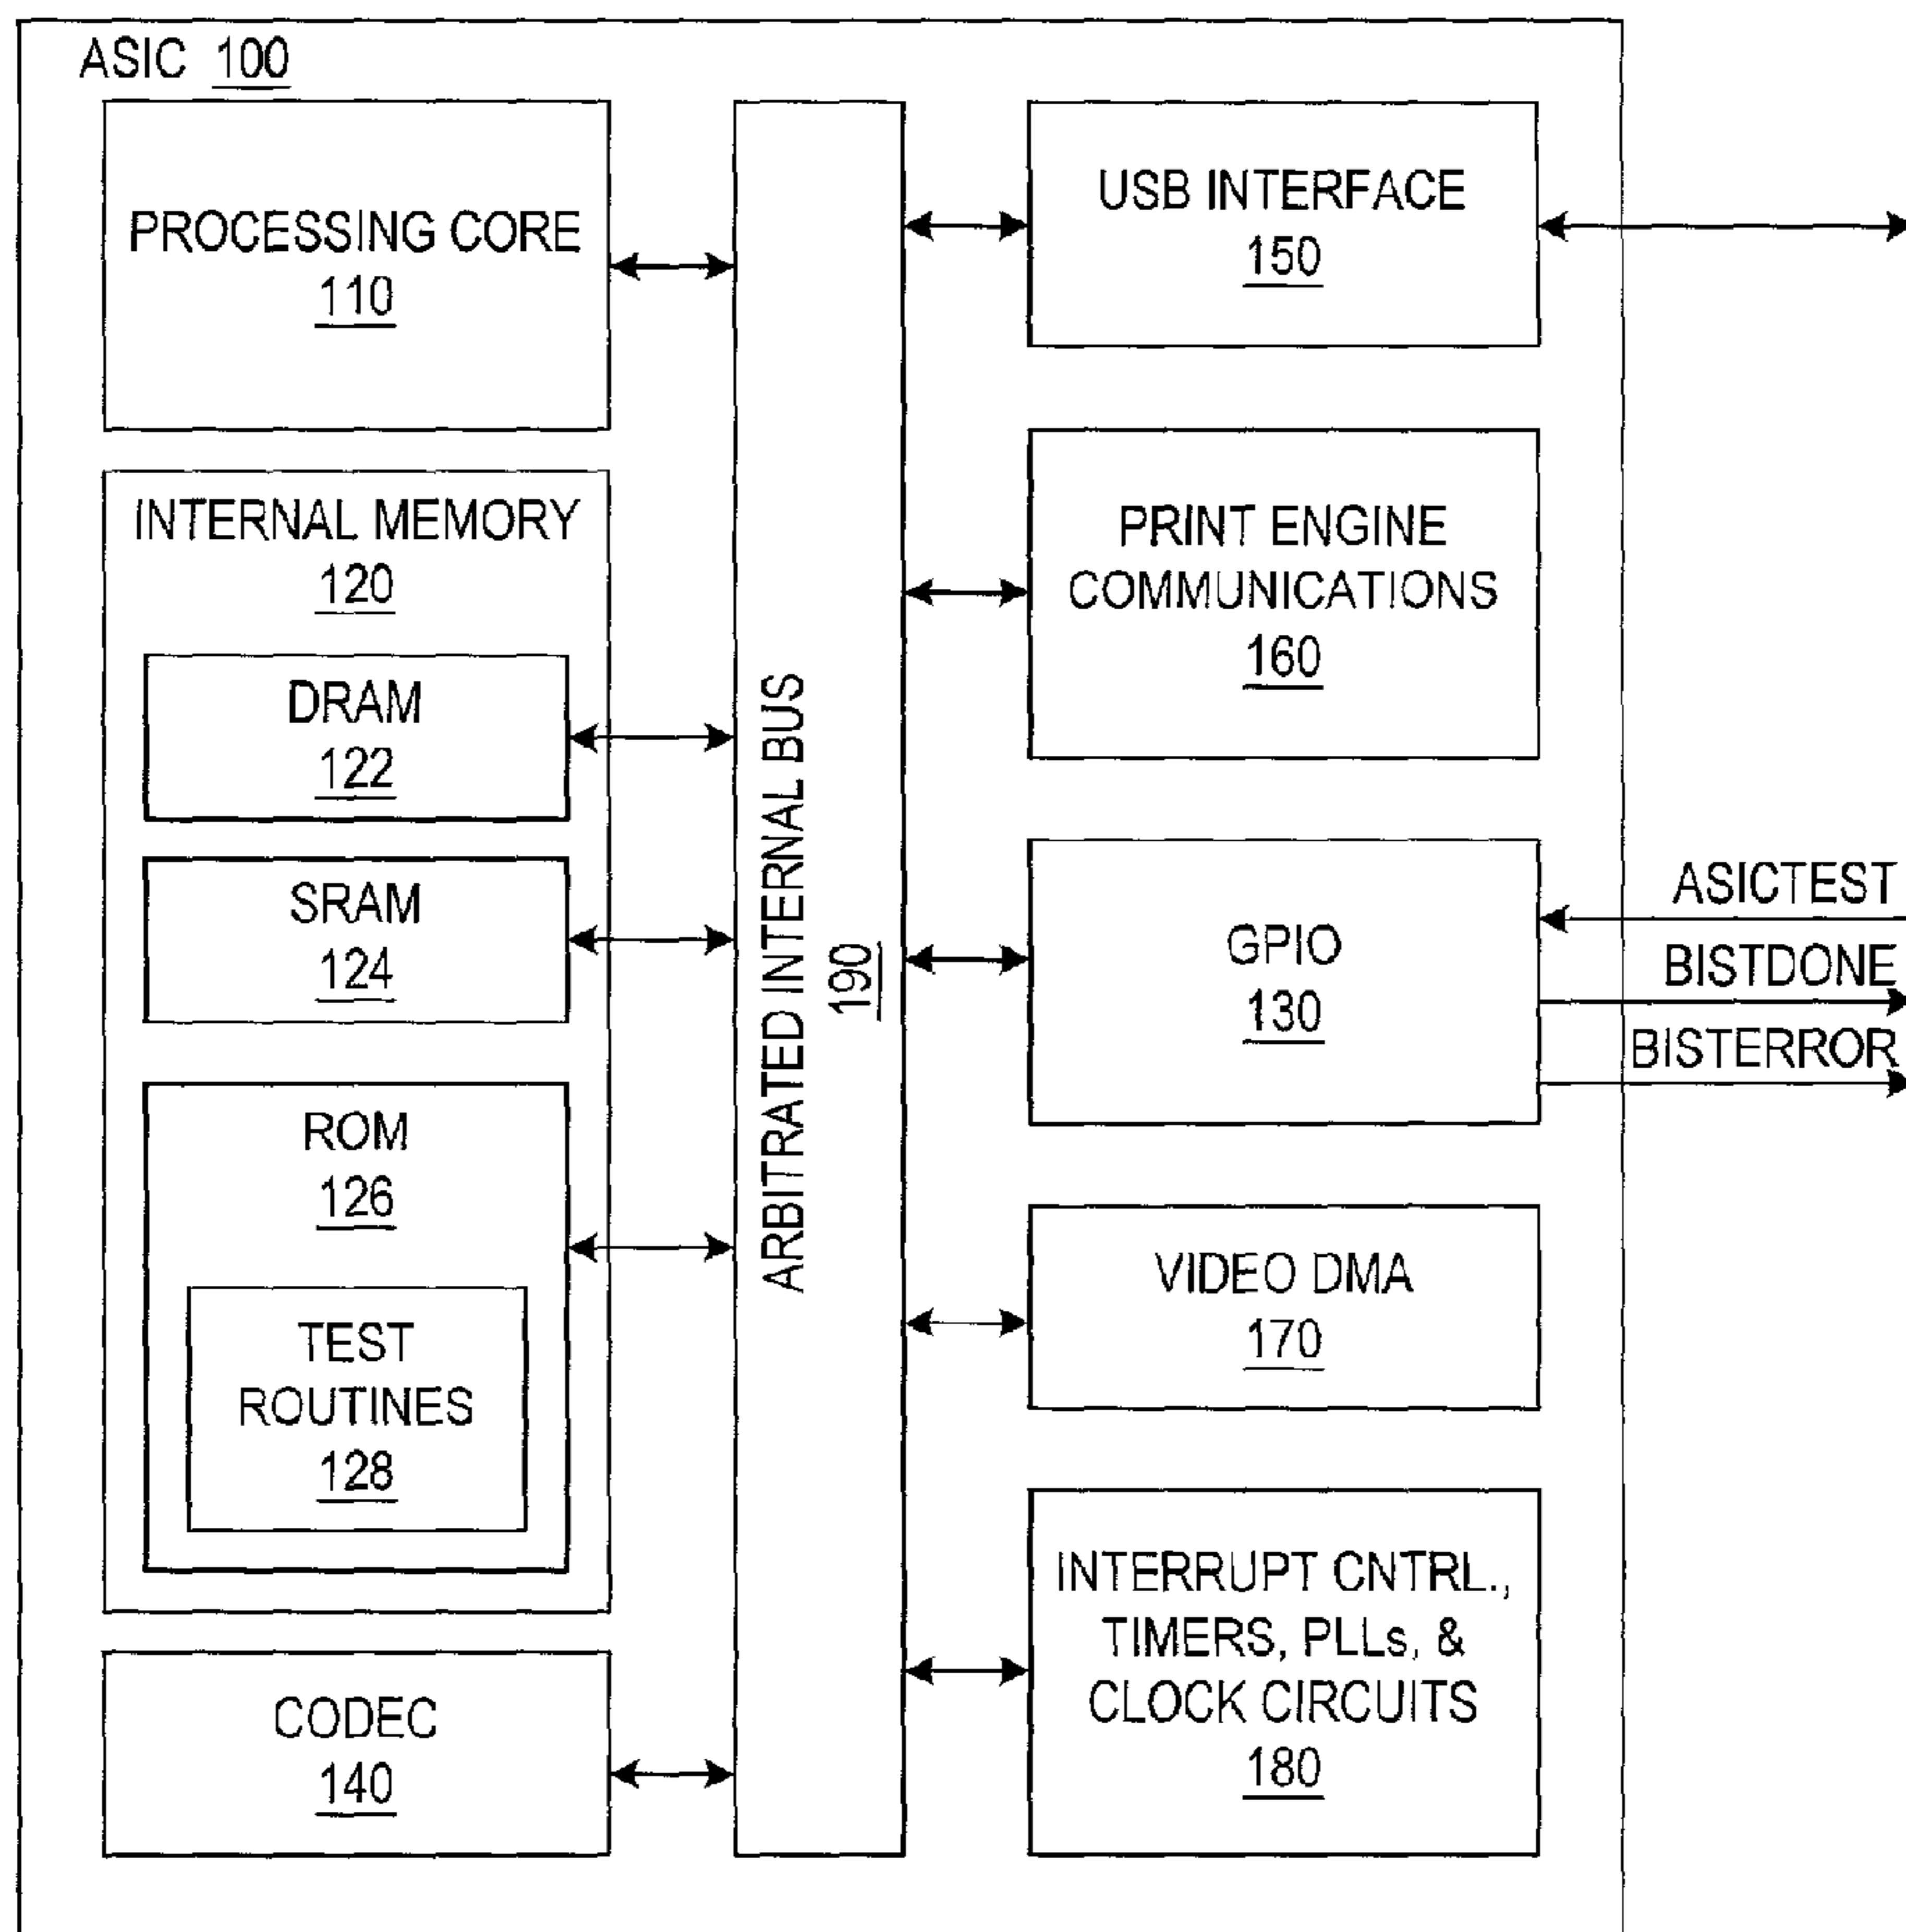 ASIC 100
PROCESSING CORE
110
INTERNAL MEMORY
120
DRAM
122
SRAM
124
ROM
126
TEST
ROUTINES
128
CODEC
140
ARBITRATED INTERNAL BUS
190
USB INTERFACE
150
PRINT ENGINE
COMMUNICATIONS
160
GPIO
130
ASICTEST
BISTDONE
BISTERROR
VIDEO DMA
170
INTERRUPT CNTRL.,
TIMERS, PLLs, &
CLOCK CIRCUITS
180